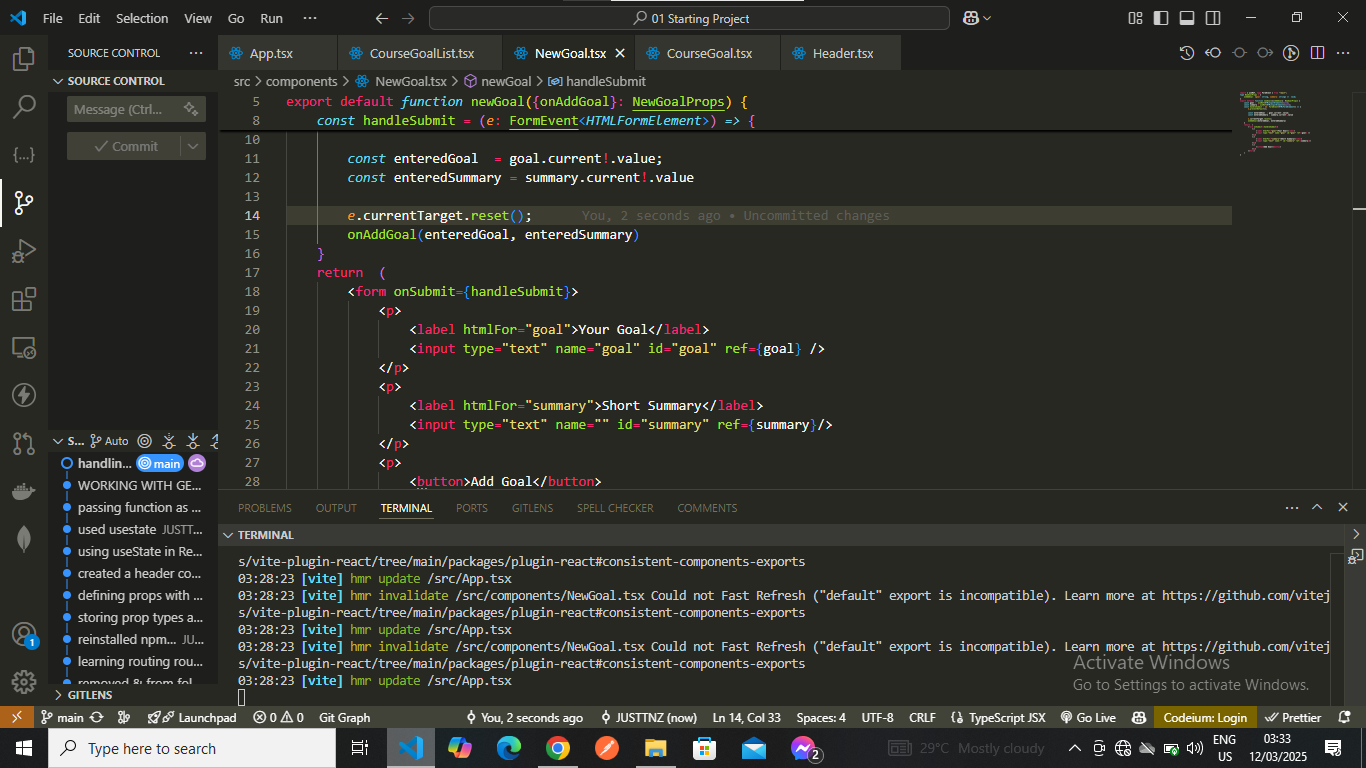 File Edit Selection View Go Run ··· 01 Starting Project
SOURCE CONTROL ···
App.tsx CourseGoalList.tsx NewGoal.tsx CourseGoal.tsx Header.tsx
SOURCE CONTROL
src > components > NewGoal.tsx > newGoal > handleSubmit
Message (Ctrl...
Commit
5 export default function newGoal({onAddGoal}: NewGoalProps) {
8 const handleSubmit = (e: FormEvent<HTMLFormElement>) => {
10
11 const enteredGoal  = goal.current!.value;
12 const enteredSummary = summary.current!.value
13
14 e.currentTarget.reset(); You, 2 seconds ago • Uncommitted changes
15 onAddGoal(enteredGoal, enteredSummary)
16 }
17 return  (
18 <form onSubmit={handleSubmit}>
19 <p>
20 <label htmlFor="goal">Your Goal</label>
21 <input type="text" name="goal" id="goal" ref={goal} />
22 </p>
23 <p>
24 <label htmlFor="summary">Short Summary</label>
25 <input type="text" name="" id="summary" ref={summary}/>
26 </p>
27 <p>
28 <button>Add Goal</button>
S... Auto
handlin... main
WORKING WITH GE...
passing function as ...
used usestate JUSTT...
using useState in Re...
created a header co...
defining props with ...
storing prop types a...
reinstalled npm... JU...
learning routing rou...
removed &1 from fol...
GITLENS
PROBLEMS OUTPUT TERMINAL PORTS GITLENS SPELL CHECKER COMMENTS
TERMINAL
s/vite-plugin-react/tree/main/packages/plugin-react#consistent-components-exports
03:28:23 [vite] hmr update /src/App.tsx
03:28:23 [vite] hmr invalidate /src/components/NewGoal.tsx Could not Fast Refresh ("default" export is incompatible). Learn more at https://github.com/vitej
s/vite-plugin-react/tree/main/packages/plugin-react#consistent-components-exports
03:28:23 [vite] hmr update /src/App.tsx
03:28:23 [vite] hmr invalidate /src/components/NewGoal.tsx Could not Fast Refresh ("default" export is incompatible). Learn more at https://github.com/vitej
s/vite-plugin-react/tree/main/packages/plugin-react#consistent-components-exports
03:28:23 [vite] hmr update /src/App.tsx
Activate Windows
Go to Settings to activate Windows.
1
main Launchpad 0 0 Git Graph You, 2 seconds ago JUSTTNZ (now) Ln 14, Col 33 Spaces: 4 UTF-8 CRLF TypeScript JSX Go Live Codeium: Login Prettier
Type here to search 2 29°C Mostly cloudy ENG US 03:33 12/03/2025